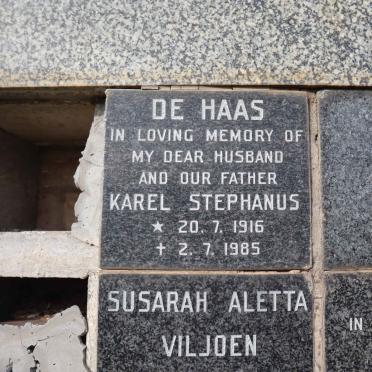 DE HAAS
IN LOVING MEMORY OF
MY DEAR HUSBAND
AND OUR FATHER
KAREL STEPHANUS
★ 20. 7. 1916
✝ 2. 7. 1985
SUSARAH ALETTA
VILJOEN
IN